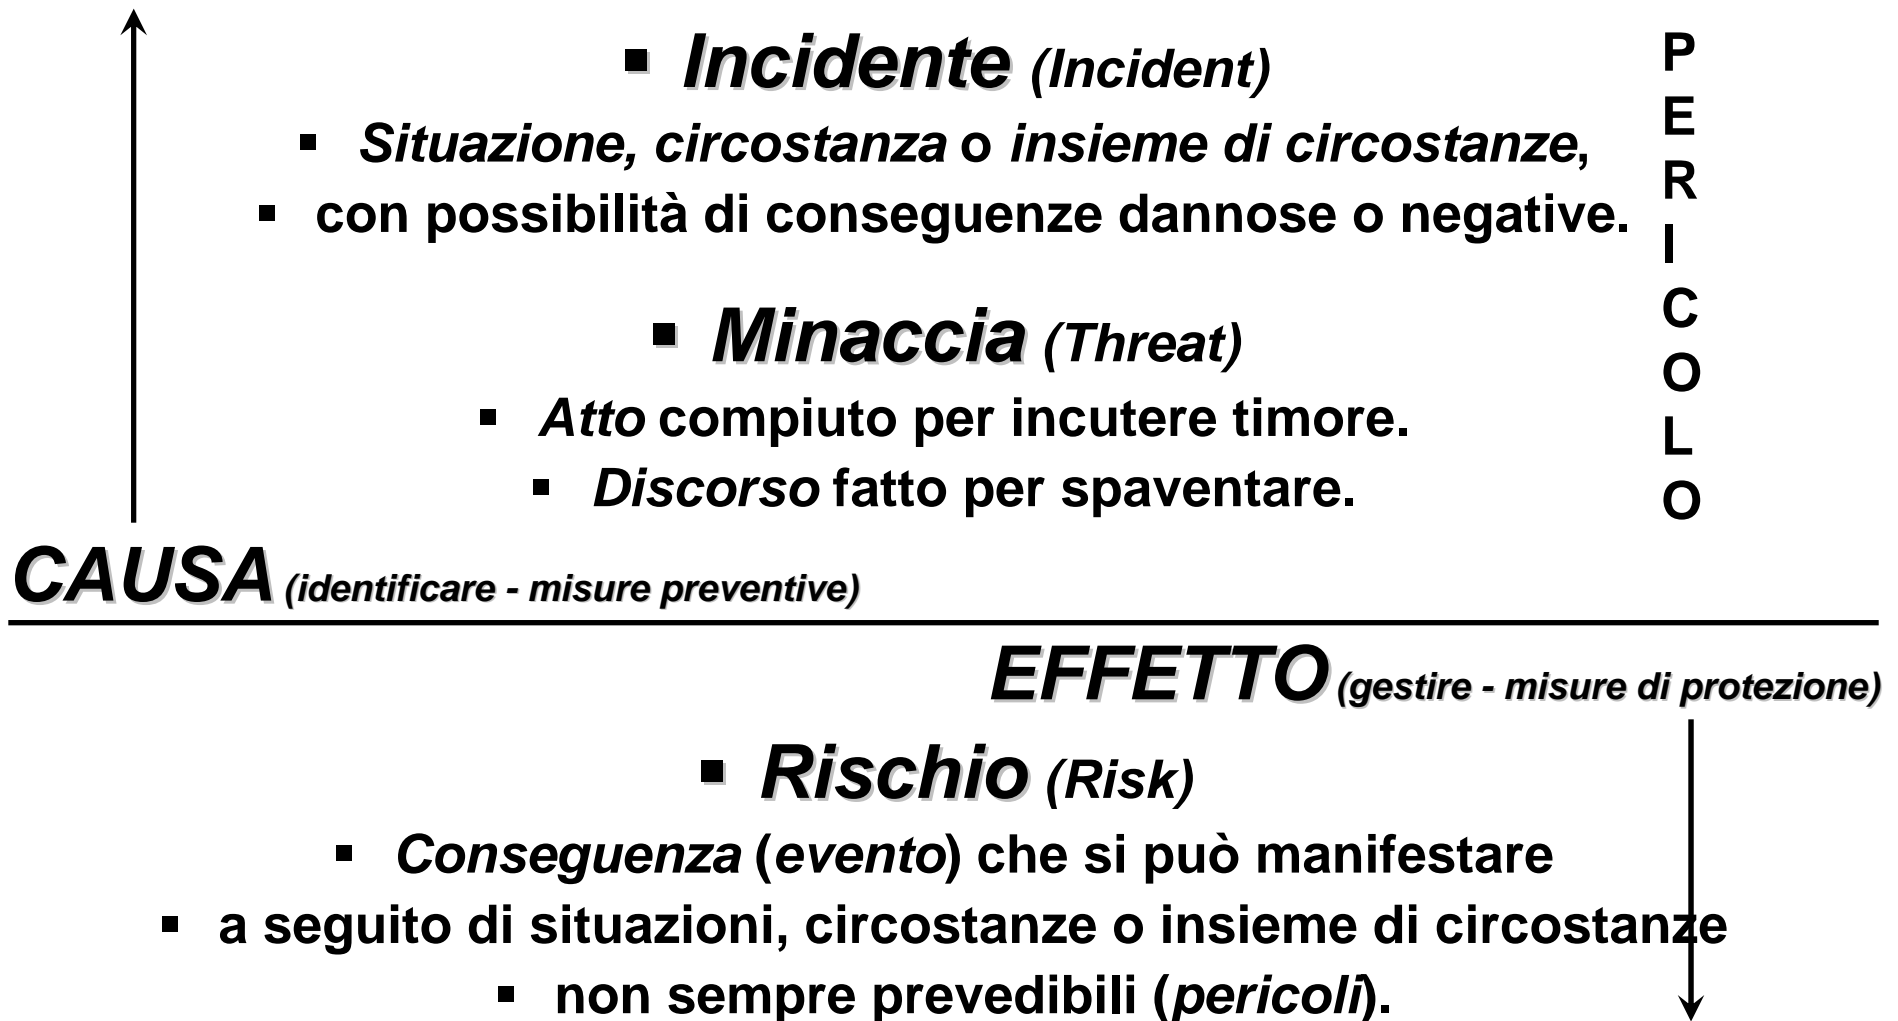 ▪ Incidente (Incident)
▪ Situazione, circostanza o insieme di circostanze,
▪ con possibilità di conseguenze dannose o negative.
▪ Minaccia (Threat)
▪ Atto compiuto per incutere timore.
▪ Discorso fatto per spaventare.
P
E
R
I
C
O
L
O
CAUSA (identificare - misure preventive)
EFFETTO (gestire - misure di protezione)
▪ Rischio (Risk)
▪ Conseguenza (evento) che si può manifestare
▪ a seguito di situazioni, circostanze o insieme di circostanze
▪ non sempre prevedibili (pericoli).